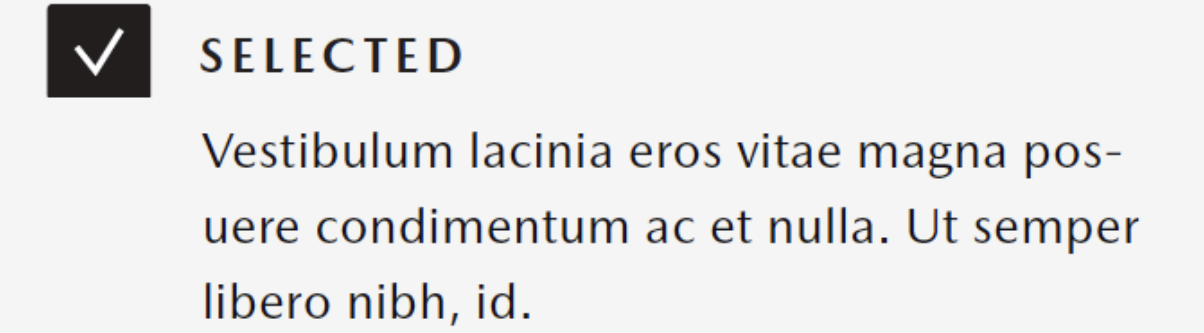 SELECTED
Vestibulum lacinia eros vitae magna pos-
uere condimentum ac et nulla. Ut semper
libero nibh, id.